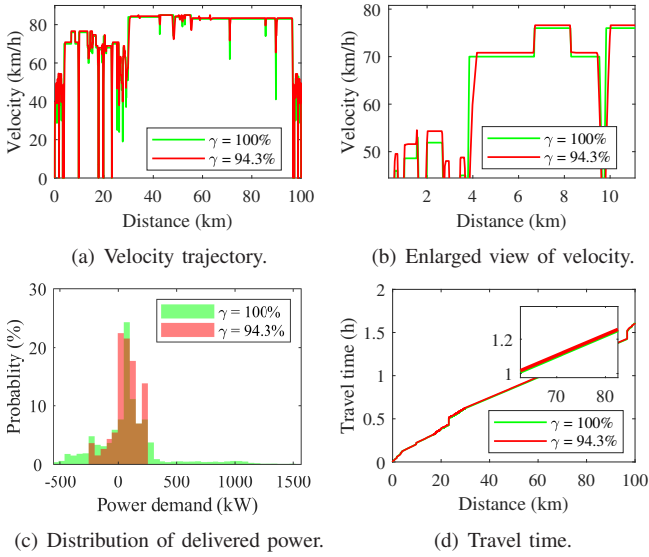 80
60
40
20
0
Velocity (km/h)
γ = 100%
γ = 94.3%
0 20 40 60 80 100
Distance (km)
(a) Velocity trajectory.
80
70
60
50
Velocity (km/h)
γ = 100%
γ = 94.3%
2 4 6 8 10
Distance (km)
(b) Enlarged view of velocity.
30
20
10
0
Probablity (%)
γ = 100%
γ = 94.3%
-500 0 500 1000 1500
Power demand (kW)
(c) Distribution of delivered power.
2
1.5
1
0.5
0
Travel time (h)
1.2
1
70 80
γ = 100%
γ = 94.3%
0 20 40 60 80 100
Distance (km)
(d) Travel time.